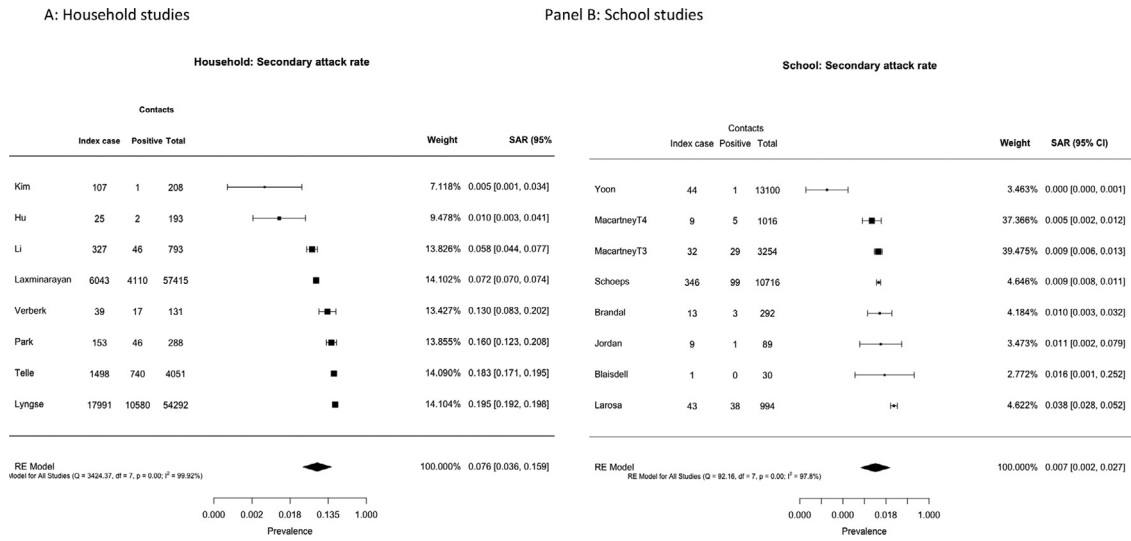 A: Household studies
Household: Secondary attack rate
Contacts
Index case Positive Total Weight SAR (95%
Kim 107 1 208 7.118% 0.005 [0.001, 0.034]
Hu 25 2 193 9.478% 0.010 [0.003, 0.041]
Li 327 46 793 13.826% 0.058 [0.044, 0.077]
Laxminarayan 6043 4110 57415 14.102% 0.072 [0.070, 0.074]
Verberk 39 17 131 13.427% 0.130 [0.083, 0.202]
Park 153 46 288 13.855% 0.160 [0.123, 0.208]
Telle 1498 740 4051 14.090% 0.183 [0.171, 0.195]
Lyngse 17991 10580 54292 14.104% 0.195 [0.192, 0.198]
RE Model 100.000% 0.076 [0.036, 0.159]
Model for All Studies (Q = 3424.37, df = 7, p = 0.00; I² = 99.92%)
0.000 0.002 0.018 0.135 1.000
Prevalence
Panel B: School studies
School: Secondary attack rate
Contacts
Index case Positive Total Weight SAR (95% CI)
Yoon 44 1 13100 3.463% 0.000 [0.000, 0.001]
MacartneyT4 9 5 1016 37.366% 0.005 [0.002, 0.012]
MacartneyT3 32 29 3254 39.475% 0.009 [0.006, 0.013]
Schoeps 346 99 10716 4.646% 0.009 [0.008, 0.011]
Brandal 13 3 292 4.184% 0.010 [0.003, 0.032]
Jordan 9 1 89 3.473% 0.011 [0.002, 0.079]
Blaisdell 1 0 30 2.772% 0.016 [0.001, 0.252]
Larosa 43 38 994 4.622% 0.038 [0.028, 0.052]
RE Model 100.000% 0.007 [0.002, 0.027]
RE Model for All Studies (Q = 92.16, df = 7, p = 0.00; I² = 97.8%)
0.000 0.000 0.018 1.000
Prevalence